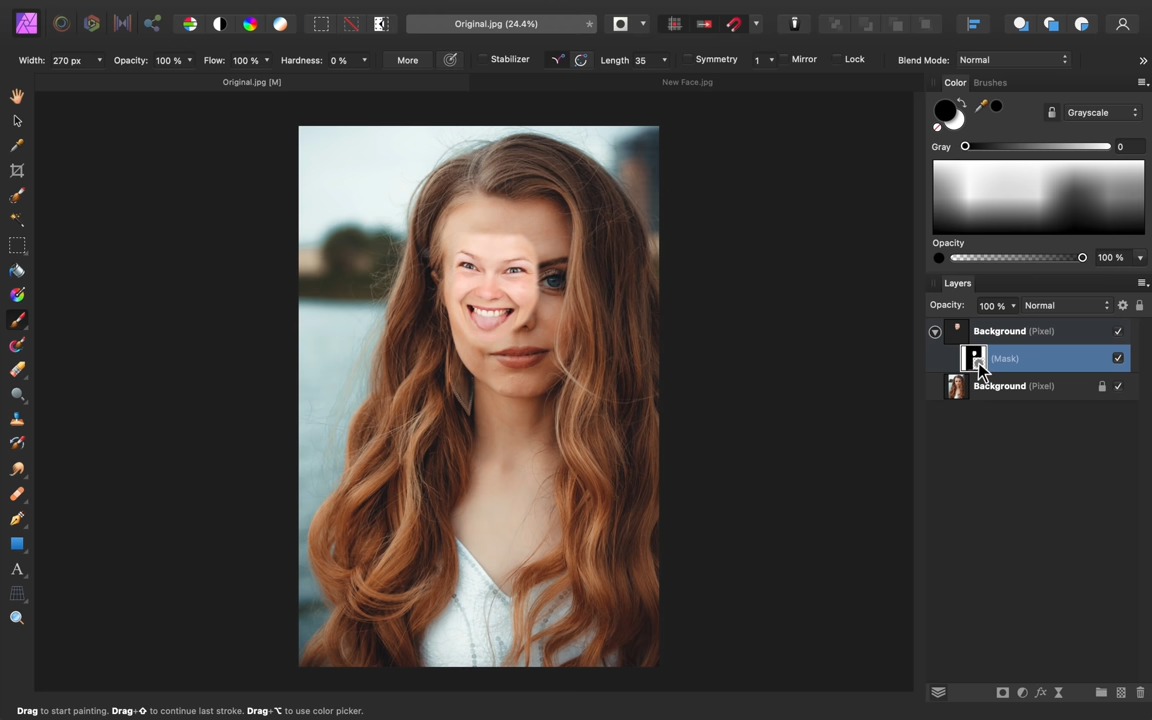 Original.jpg (24.4%) *
Width: 270 px Opacity: 100 % Flow: 100 % Hardness: 0 % More Stabilizer Length 35 Symmetry 1 Mirror Lock Blend Mode: Normal »
Original.jpg [M] New Face.jpg
Color Brushes
Grayscale
Gray 0
Opacity
100 %
Layers
Opacity: 100 % Normal
Background (Pixel)
(Mask)
Background (Pixel)
fx
A
Drag to start painting. Drag+⇧ to continue last stroke. Drag+⌥ to use color picker.